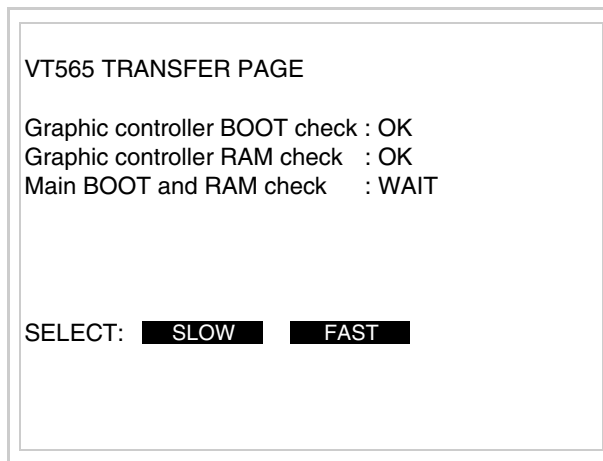 VT565 TRANSFER PAGE
Graphic controller BOOT check : OK
Graphic controller RAM check : OK
Main BOOT and RAM check : WAIT
SELECT: SLOW FAST